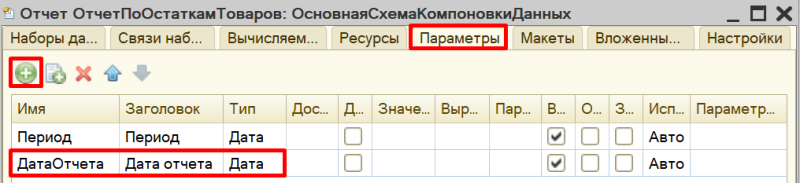 Отчет ОтчетПоОстаткамТоваров: ОсновнаяСхемаКомпоновкиДанных
Наборы да... Связи наб... Вычисляем... Ресурсы Параметры Макеты Вложенны... Настройки
Имя Заголовок Тип Дос... Д... Значе... Выр... Пар... В... О... З... Исп... Параметр...
Период Период Дата Авто
ДатаОтчета Дата отчета Дата Авто